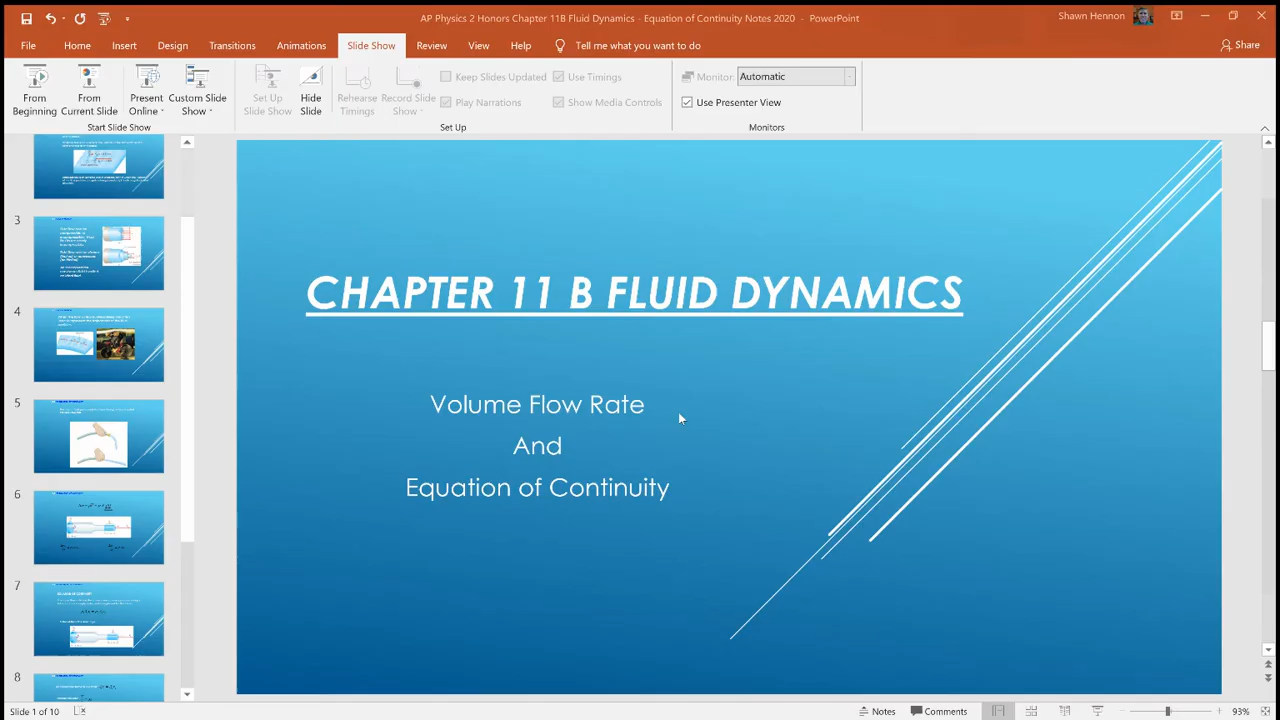 AP Physics 2 Honors Chapter 11B Fluid Dynamics - Equation of Continuity Notes 2020 - PowerPoint
Shawn Hennon
File Home Insert Design Transitions Animations Slide Show Review View Help Tell me what you want to do Share
From Beginning
From Current Slide
Present Online
Custom Slide Show
Set Up Slide Show
Hide Slide
Rehearse Timings
Record Slide Show
Keep Slides Updated
Play Narrations
Use Timings
Show Media Controls
Monitor: Automatic
Use Presenter View
Start Slide Show
Set Up
Monitors
3
4
5
6
7
8
CHAPTER 11 B FLUID DYNAMICS
Volume Flow Rate
And
Equation of Continuity
Slide 1 of 10
Notes Comments 93%